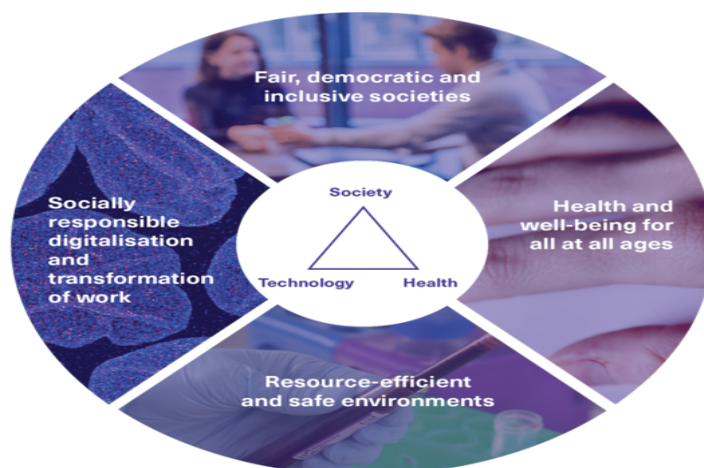 Fair, democratic and
inclusive societies
Socially
responsible
digitalisation
and
transformation
of work
Society
Technology
Health
Health and
well-being for
all at all ages
Resource-efficient
and safe environments